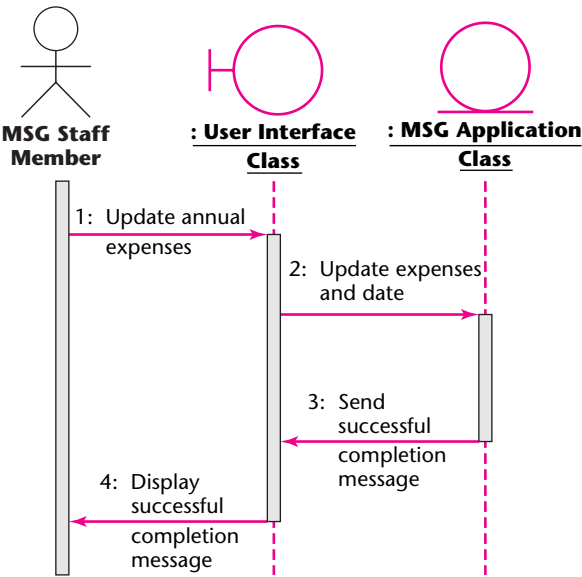 MSG Staff
Member
: User Interface
Class
: MSG Application
Class
1: Update annual
expenses
2: Update expenses
and date
3: Send
successful
completion
message
4: Display
successful
completion
message